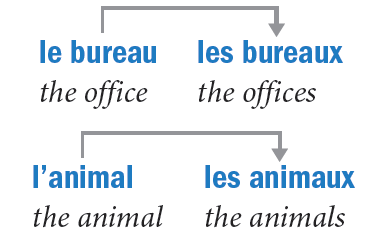 le bureau les bureaux
the office the offices
l’animal les animaux
the animal the animals